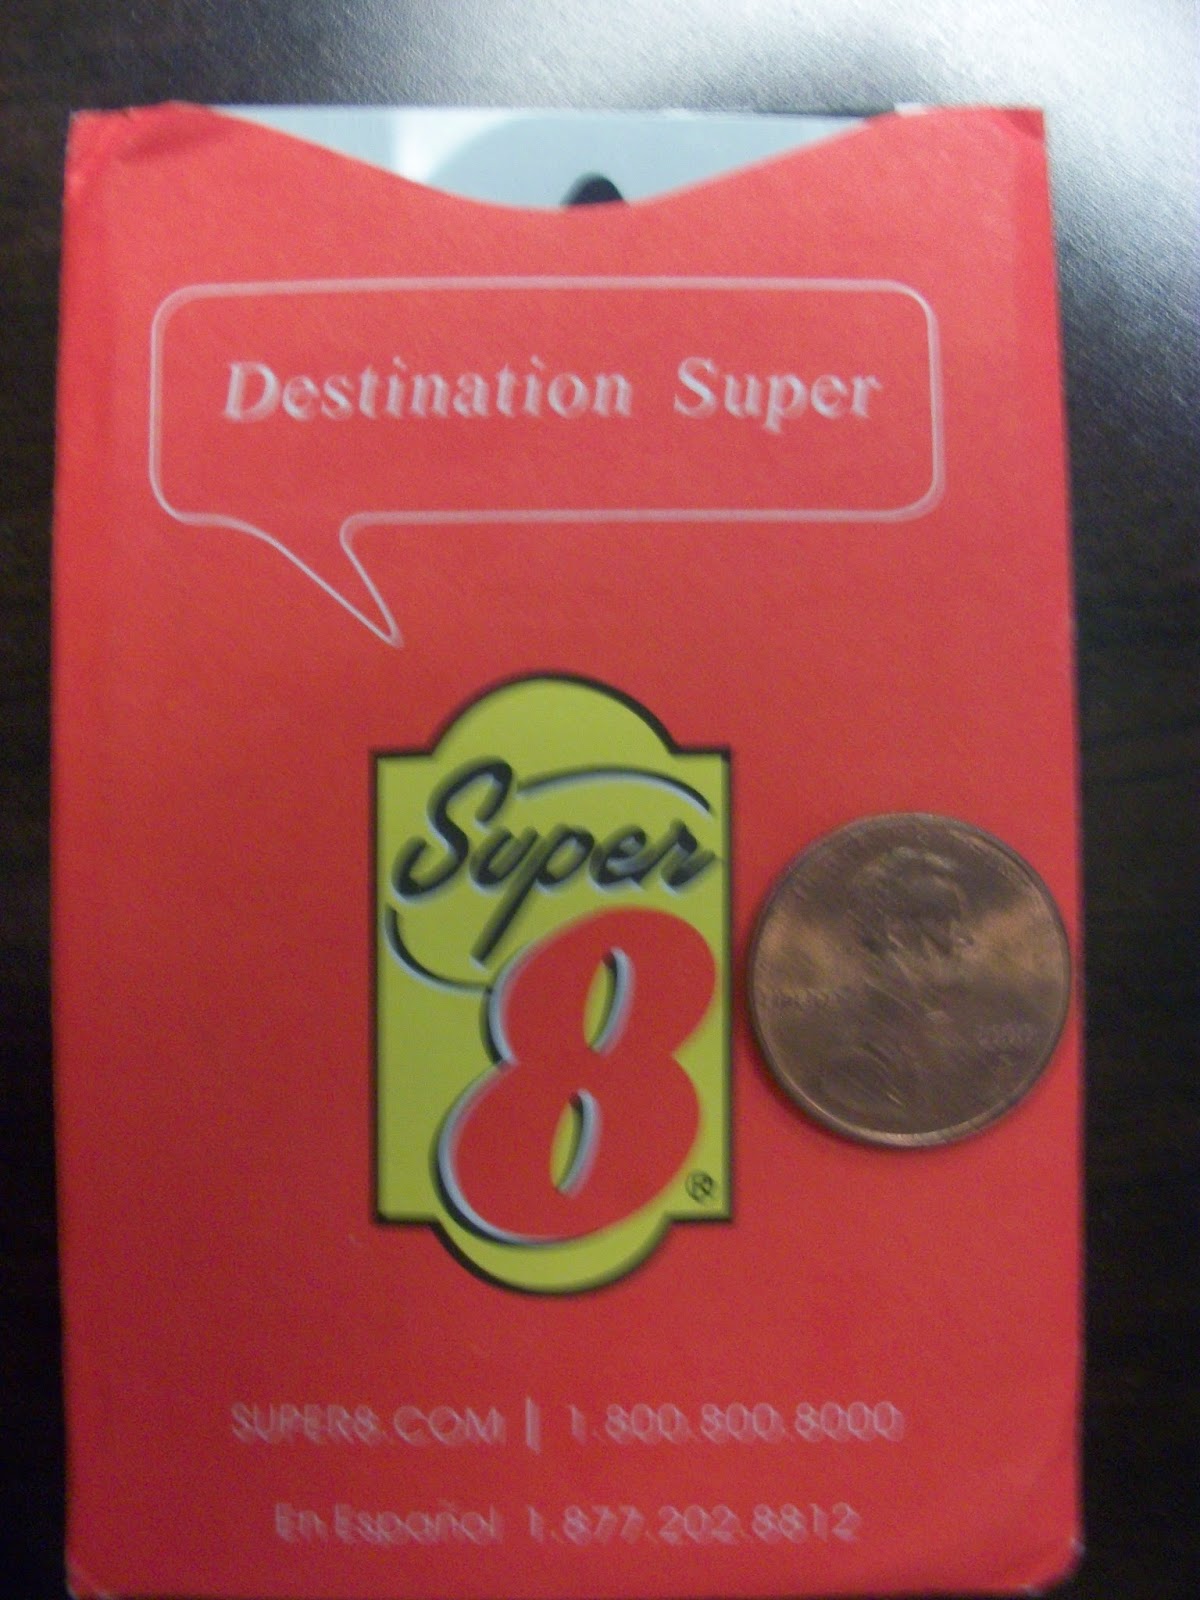 Destination Super
Super
8
®
SUPER8.COM | 1.800.800.8000
En Español 1.877.202.8812